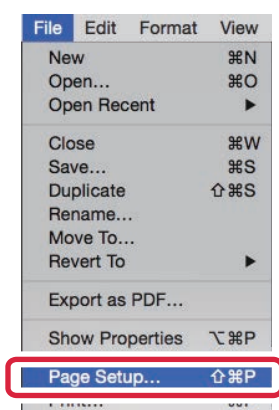 File Edit Format View
New ⌘N
Open... ⌘O
Open Recent ▶
Close ⌘W
Save... ⌘S
Duplicate ⇧⌘S
Rename...
Move To...
Revert To ▶
Export as PDF...
Show Properties ⌥⌘P
Page Setup... ⇧⌘P